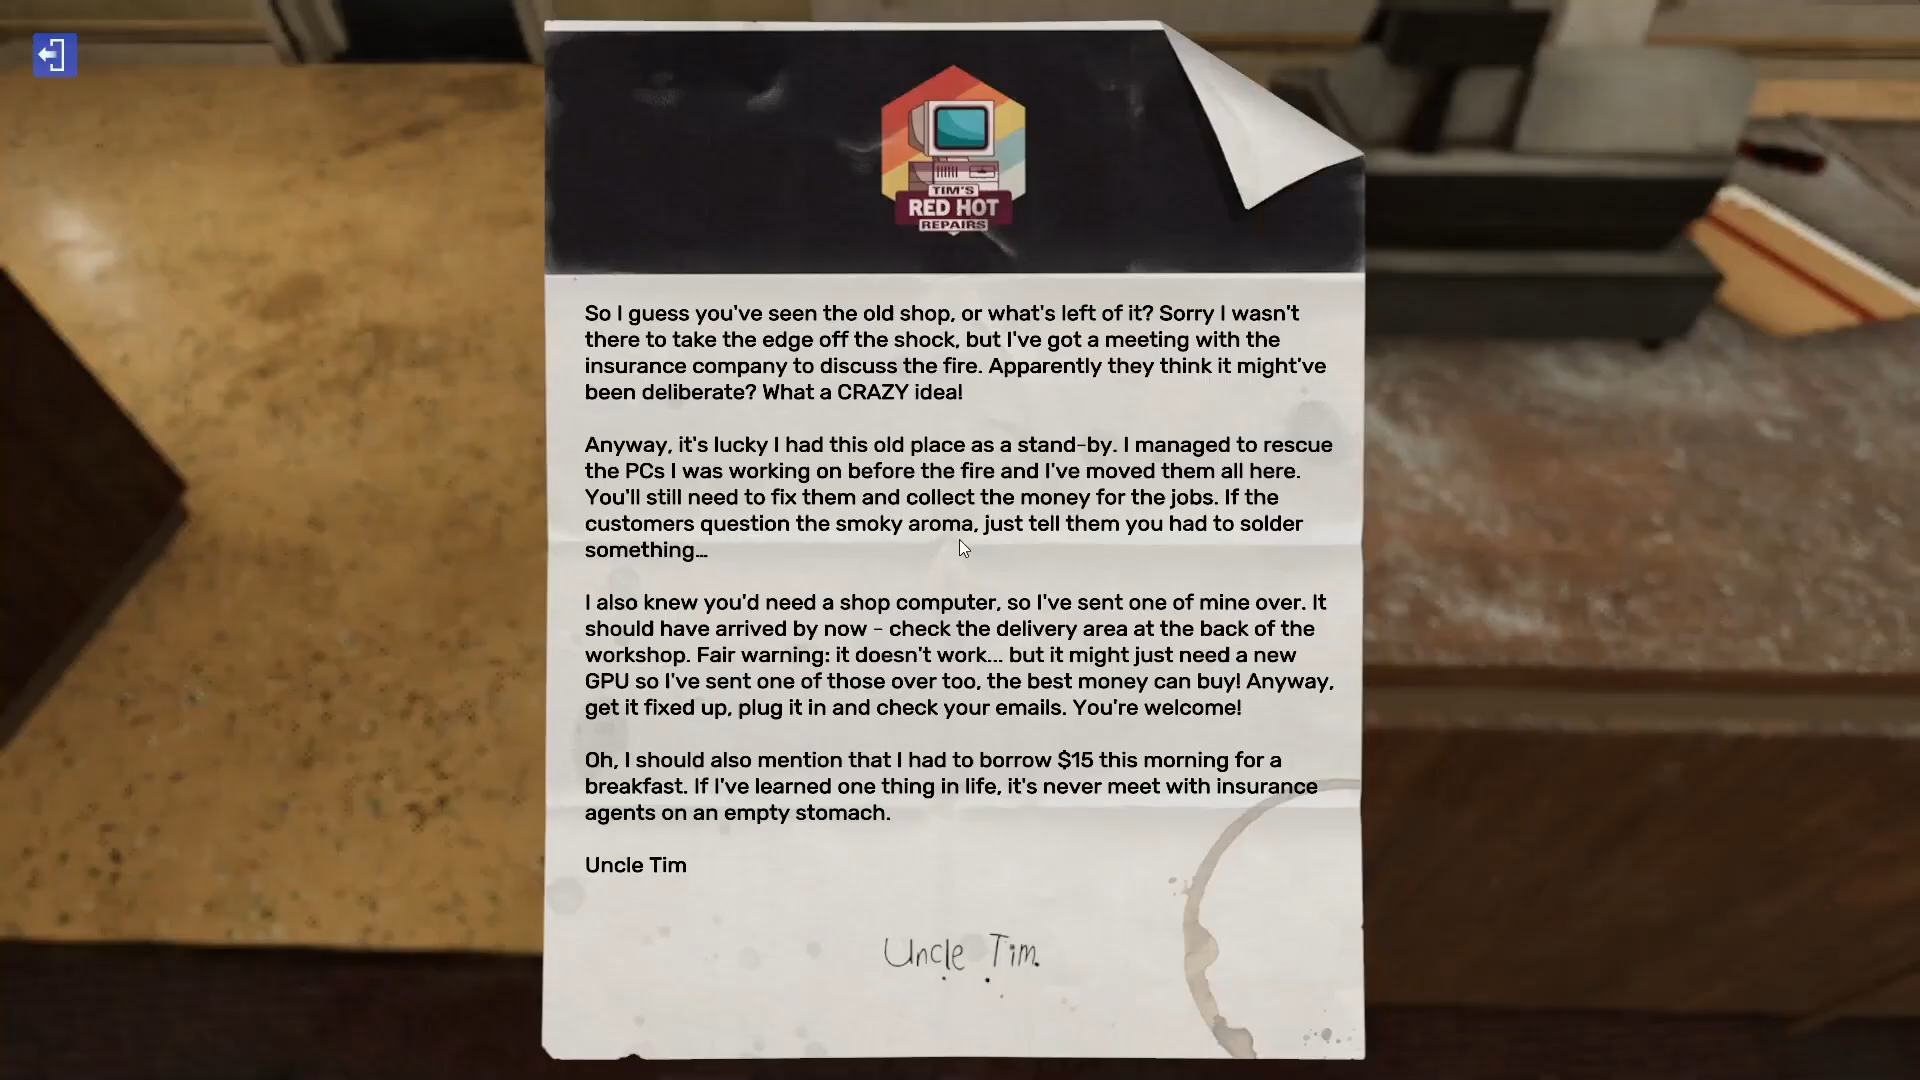 TIM'S
RED HOT
REPAIRS
So I guess you've seen the old shop, or what's left of it? Sorry I wasn't
there to take the edge off the shock, but I've got a meeting with the
insurance company to discuss the fire. Apparently they think it might've
been deliberate? What a CRAZY idea!
Anyway, it's lucky I had this old place as a stand-by. I managed to rescue
the PCs I was working on before the fire and I've moved them all here.
You'll still need to fix them and collect the money for the jobs. If the
customers question the smoky aroma, just tell them you had to solder
something...
I also knew you'd need a shop computer, so I've sent one of mine over. It
should have arrived by now - check the delivery area at the back of the
workshop. Fair warning: it doesn't work... but it might just need a new
GPU so I've sent one of those over too, the best money can buy! Anyway,
get it fixed up, plug it in and check your emails. You're welcome!
Oh, I should also mention that I had to borrow $15 this morning for a
breakfast. If I've learned one thing in life, it's never meet with insurance
agents on an empty stomach.
Uncle Tim
Uncle Tim.